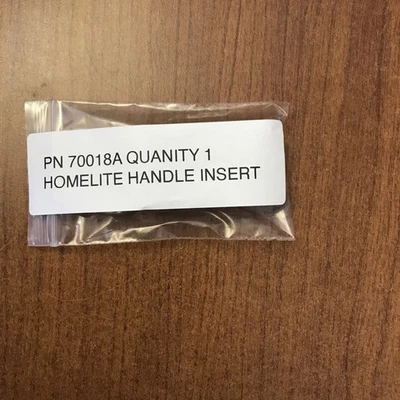 PN 70018A QUANITY 1
HOMELITE HANDLE INSERT